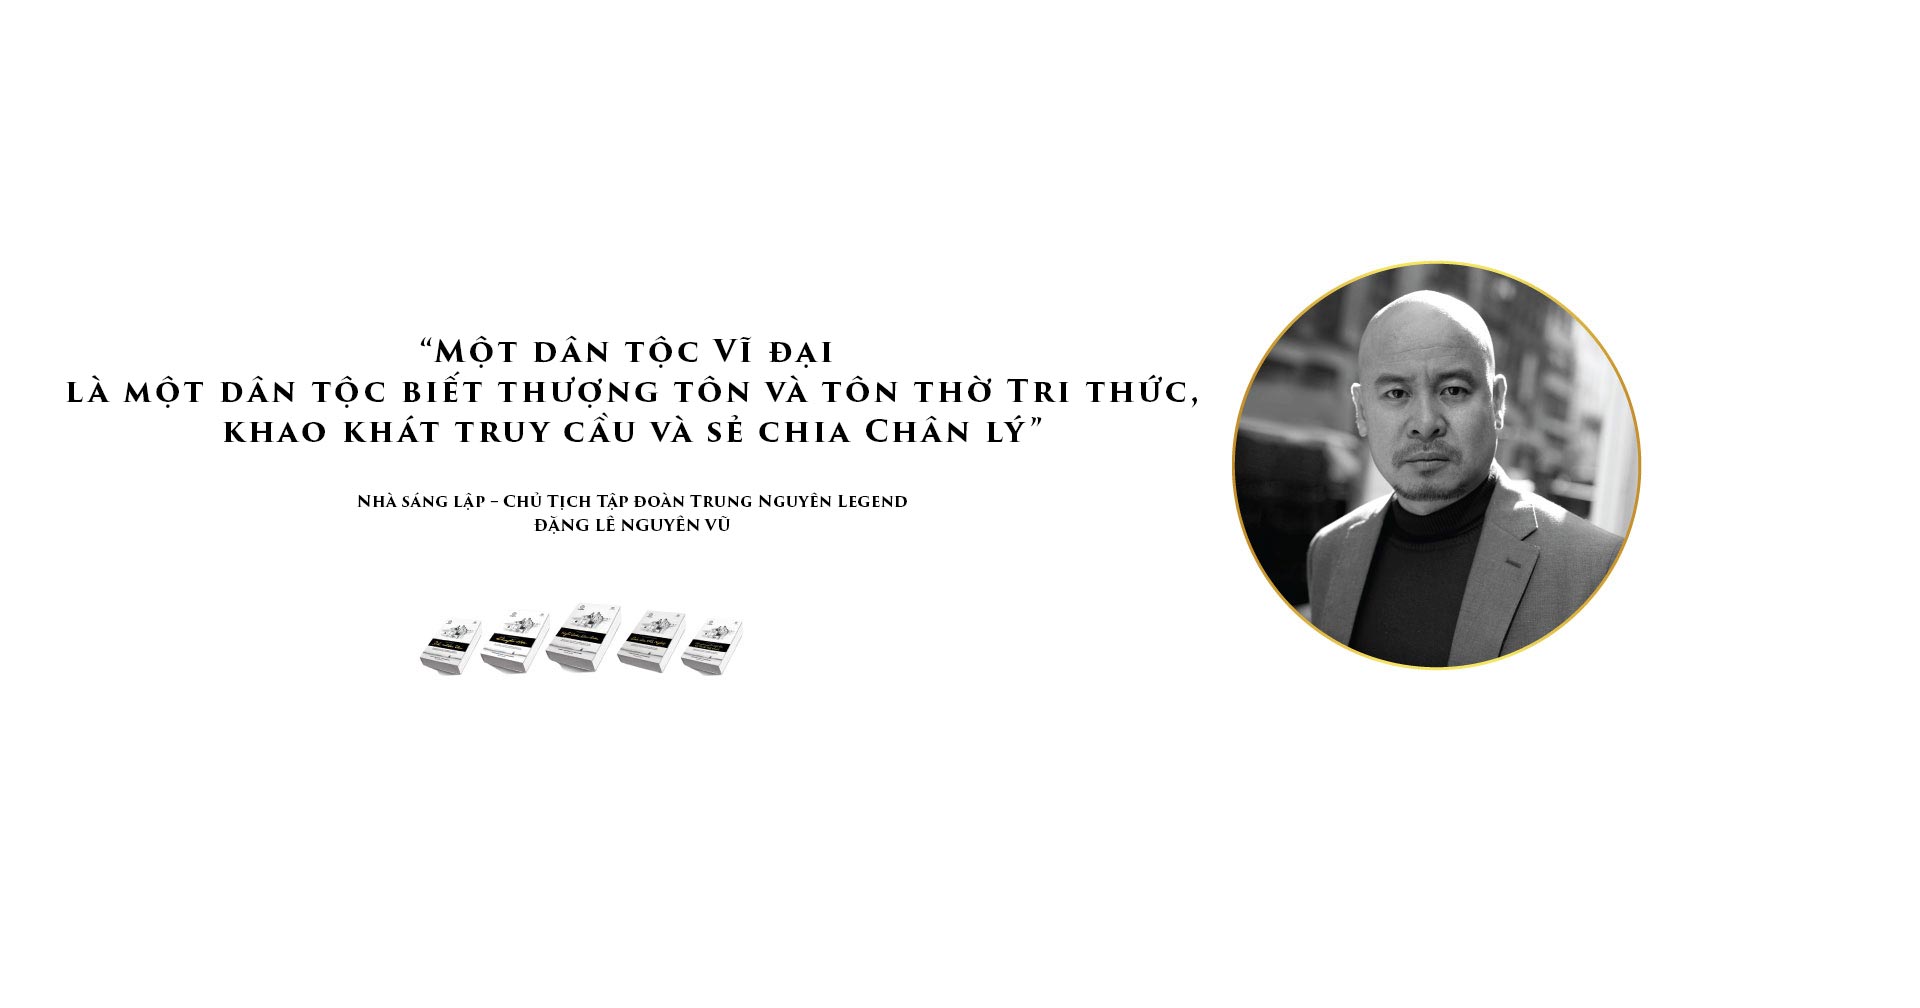 “Một dân tộc Vĩ đại
là một dân tộc biết thượng tôn và tôn thờ Tri thức,
khao khát truy cầu và sẻ chia Chân lý”
Nhà sáng lập – Chủ Tịch Tập đoàn Trung Nguyên Legend
ĐẶNG LÊ NGUYÊN VŨ